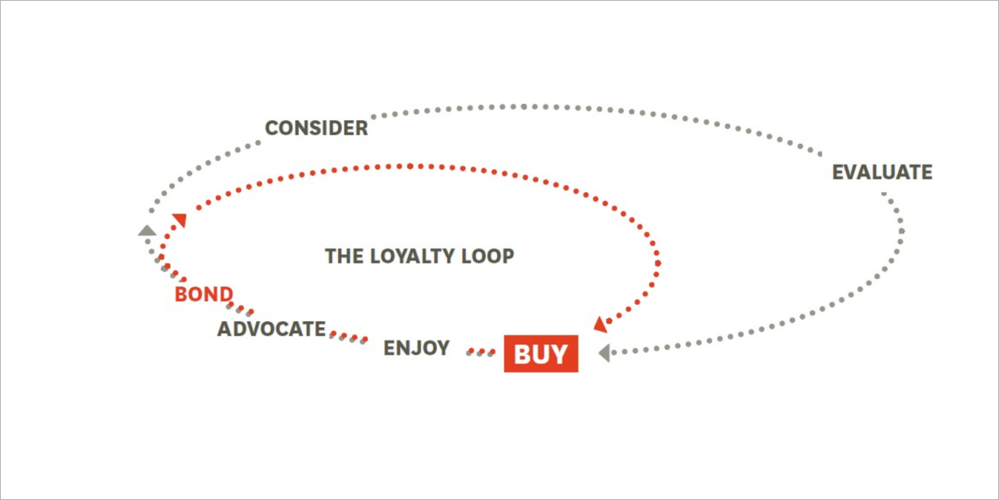 CONSIDER
EVALUATE
THE LOYALTY LOOP
BOND
ADVOCATE
ENJOY
BUY